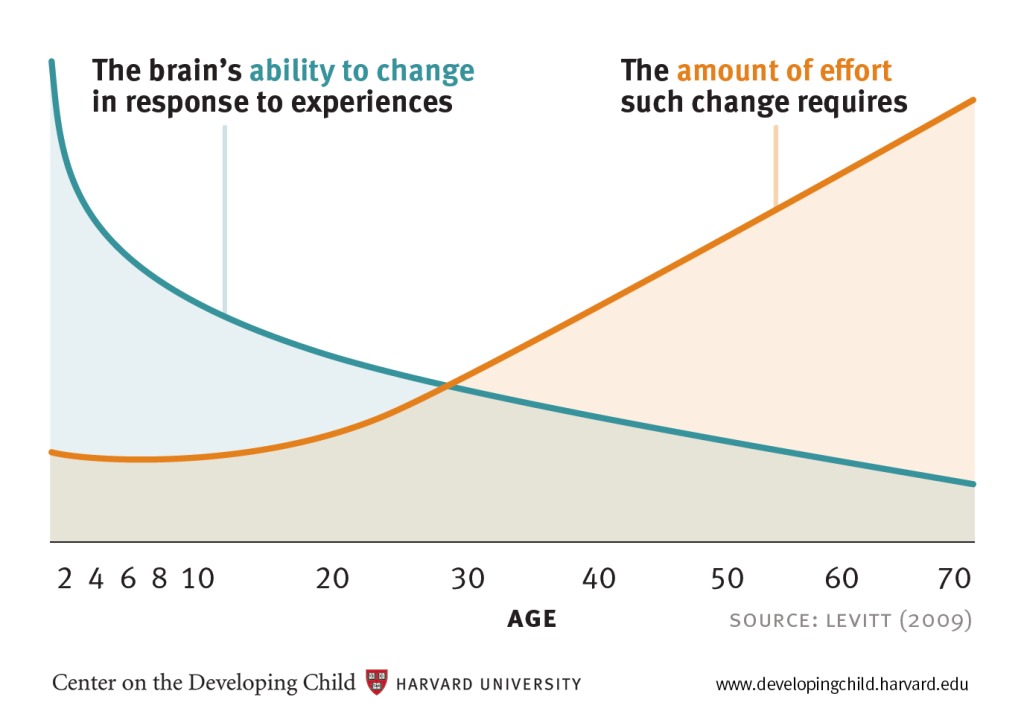 The brain's ability to change
in response to experiences
The amount of effort
such change requires
2 4 6 8 10 20 30 40 50 60 70
AGE
SOURCE: LEVITT (2009)
Center on the Developing Child HARVARD UNIVERSITY
www.developingchild.harvard.edu